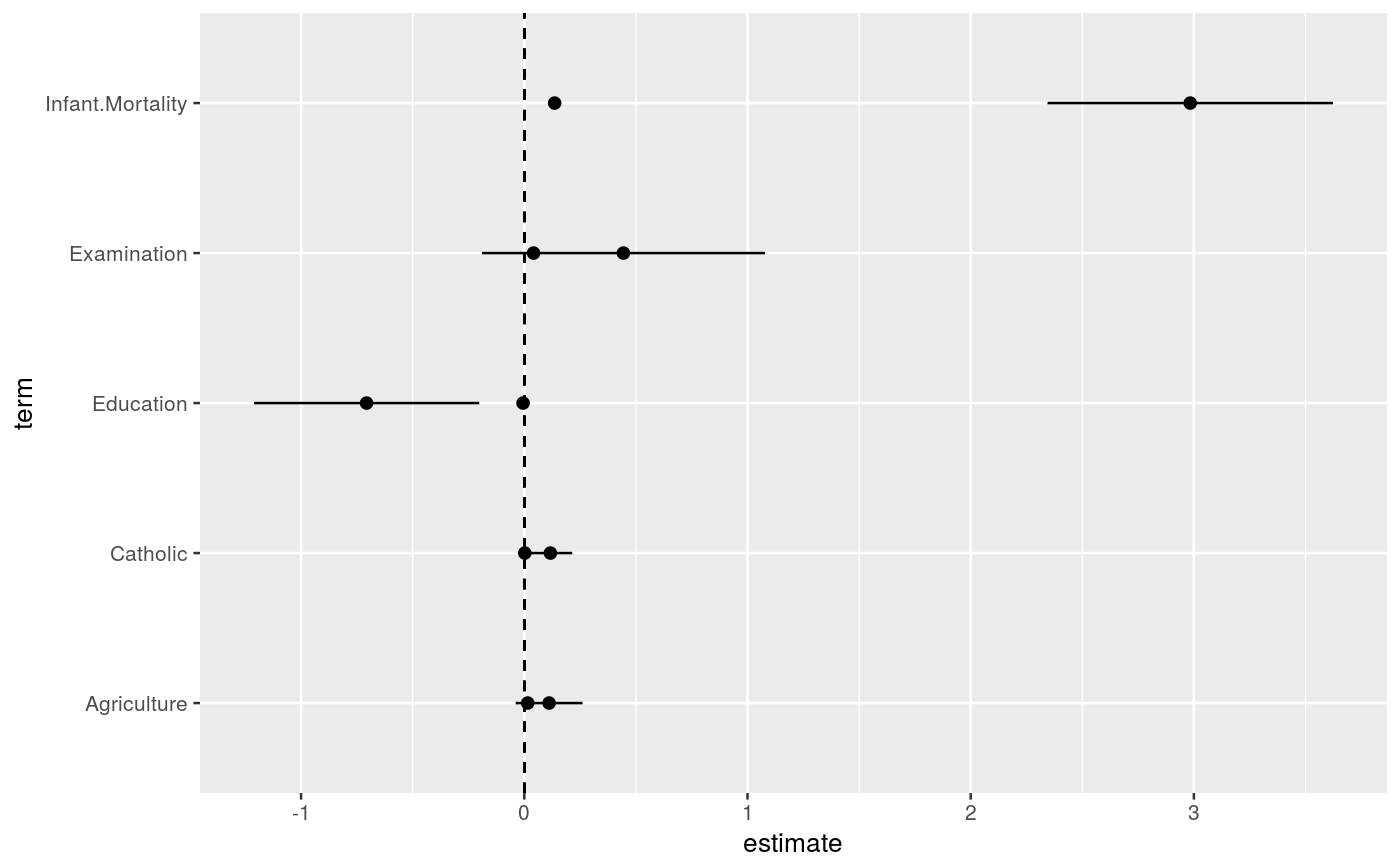 Infant.Mortality
Examination
Education
Catholic
Agriculture
term
-1 0 1 2 3
estimate